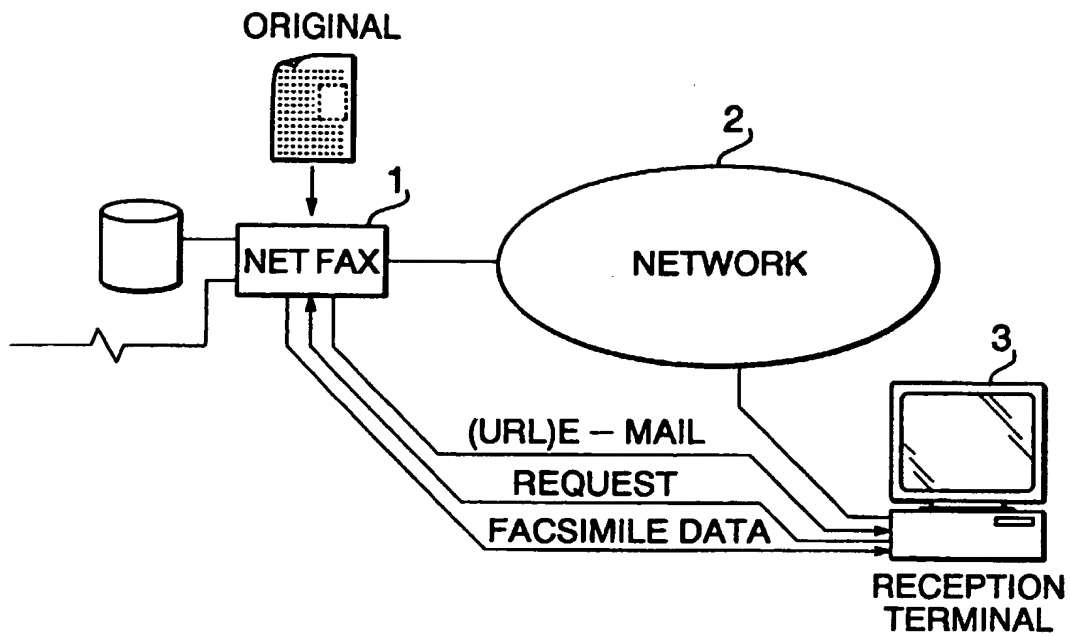 ORIGINAL
2
1
NET FAX
NETWORK
3
(URL)E – MAIL
REQUEST
FACSIMILE DATA
RECEPTION
TERMINAL